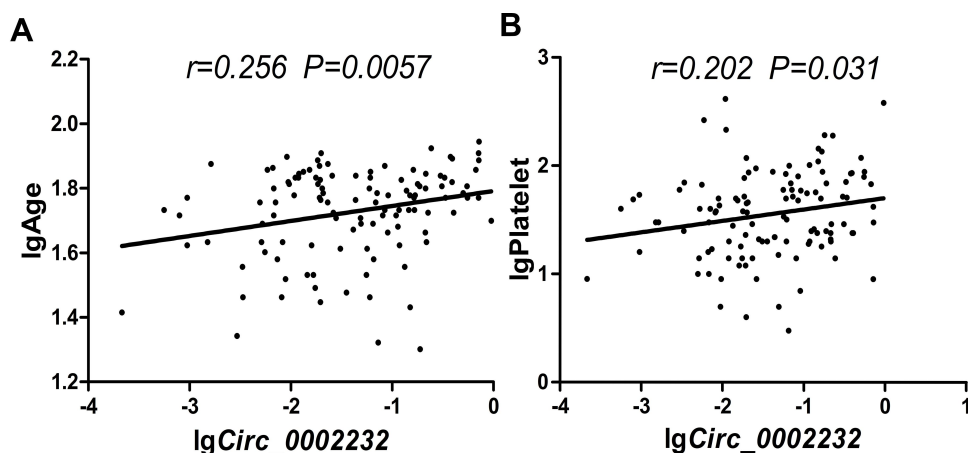 A
r=0.256 P=0.0057
lgAge
2.2
2.0
1.8
1.6
1.4
1.2
-4
-3
-2
-1
0
lgCirc_0002232
B
r=0.202 P=0.031
lgPlatelet
3
2
1
0
-4
-3
-2
-1
0
1
lgCirc_0002232